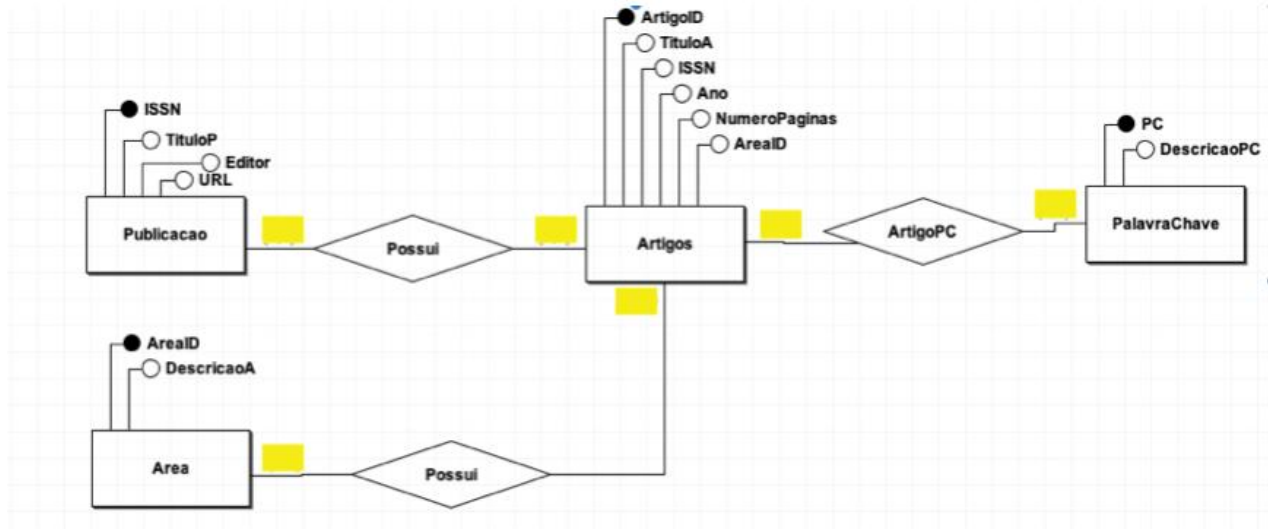 ISSN
TituloP
Editor
URL
Publicacao
Possui
ArtigoID
TituloA
ISSN
Ano
NumeroPaginas
AreaID
Artigos
ArtigoPC
PC
DescricaoPC
PalavraChave
AreaID
DescricaoA
Area
Possui